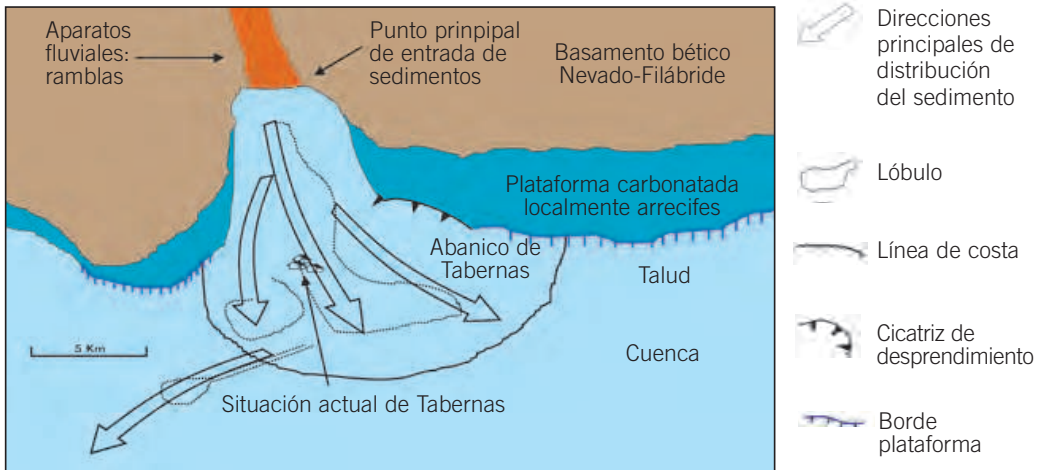 Aparatos
fluviales:
ramblas
Punto prinpipal
de entrada de
sedimentos
Basamento bético
Nevado-Filábride
Plataforma carbonatada
localmente arrecifes
Abanico de
Tabernas
Talud
Cuenca
5 Km
Situación actual de Tabernas
Direcciones
principales de
distribución
del sedimento
Lóbulo
Línea de costa
Cicatriz de
desprendimiento
Borde
plataforma